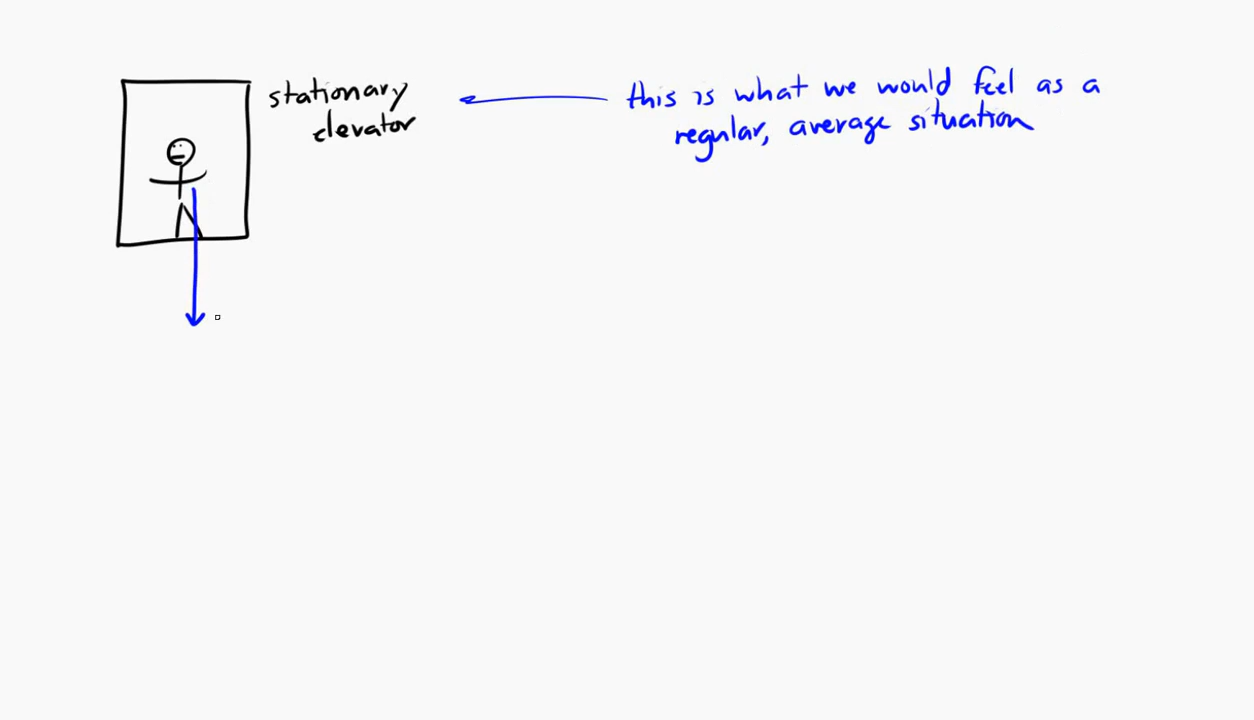 stationary
elevator
this is what we would feel as a
regular, average situation